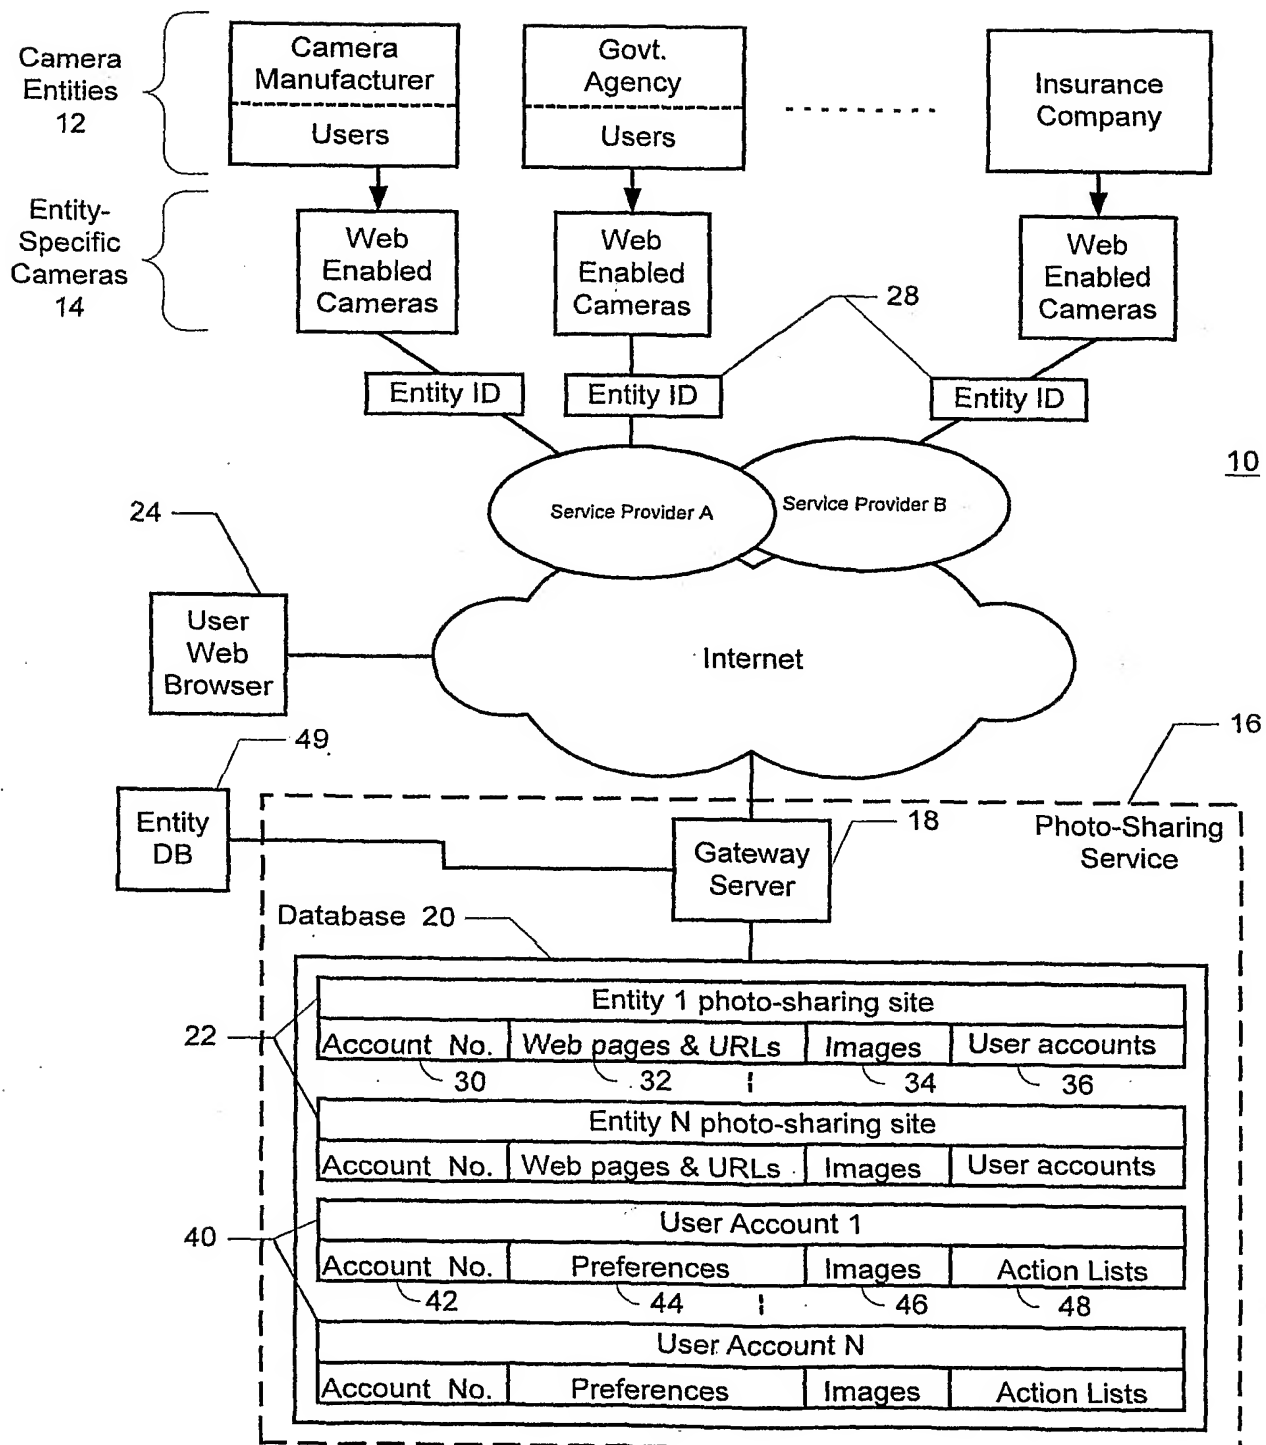 Camera
Entities
12
Camera
Manufacturer
Users
Govt.
Agency
Users
Insurance
Company
Entity-
Specific
Cameras
14
Web
Enabled
Cameras
Web
Enabled
Cameras
28
Web
Enabled
Cameras
Entity ID
Entity ID
Entity ID
10
Service Provider A
Service Provider B
24
User
Web
Browser
Internet
49
16
Entity
DB
18
Photo-Sharing
Service
Gateway
Server
Database 20
22
Entity 1 photo-sharing site
Account No. Web pages & URLs Images User accounts
30 32 34 36
Entity N photo-sharing site
Account No. Web pages & URLs Images User accounts
40
User Account 1
Account No. Preferences Images Action Lists
42 44 46 48
User Account N
Account No. Preferences Images Action Lists